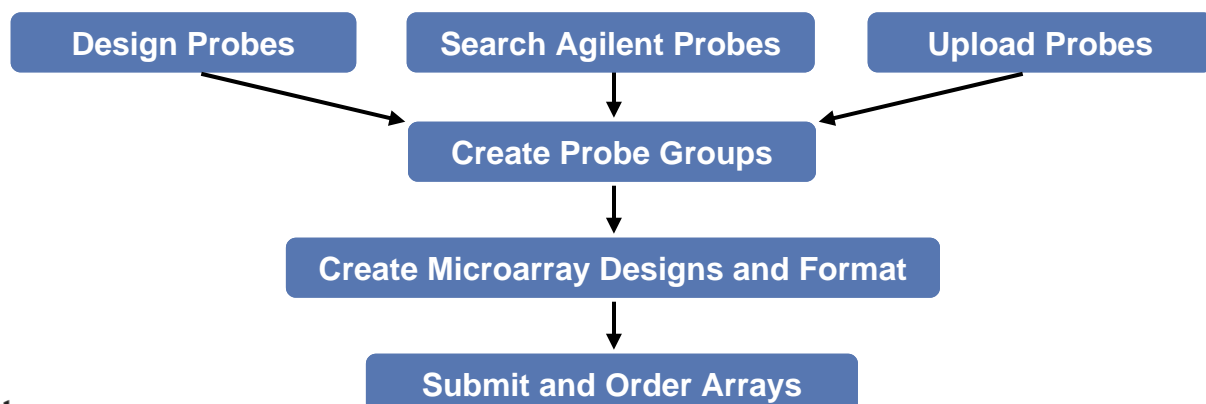 Design Probes
Search Agilent Probes
Upload Probes
Create Probe Groups
Create Microarray Designs and Format
Submit and Order Arrays